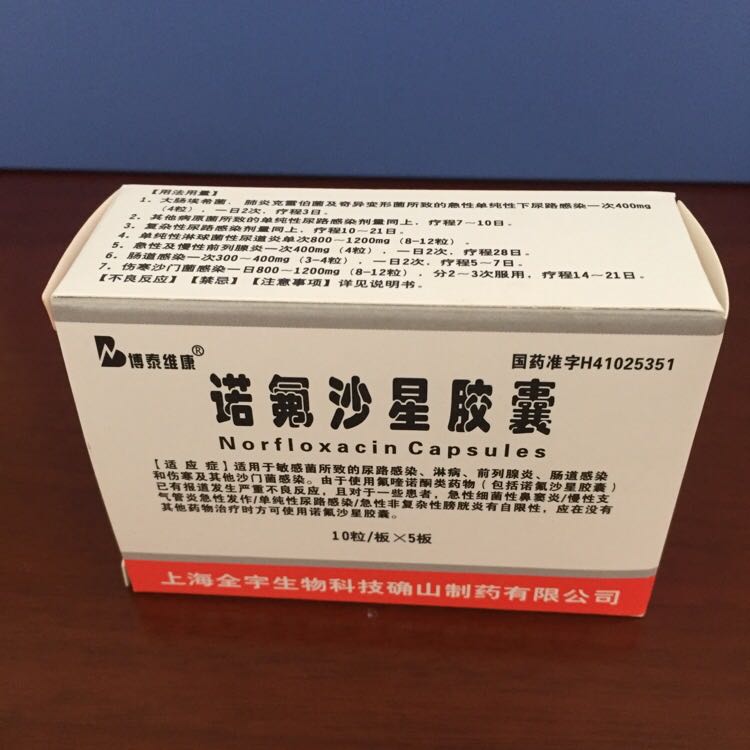 【用法用量】
1. 大肠埃希菌、肺炎克雷伯菌及奇异变形菌所致的急性单纯性下尿路感染一次400mg
(4粒),一日2次,疗程3日。
2. 其他病原菌所致的单纯性尿路感染剂量同上,疗程7~10日。
3. 复杂性尿路感染剂量同上,疗程10~21日。
4. 单纯性淋球菌性尿道炎单次800~1200mg(8-12粒)。
5. 急性及慢性前列腺炎一次400mg(4粒),一日2次,疗程28日。
6. 肠道感染一次300~400mg(3-4粒),一日2次,疗程5~7日。
7. 伤寒沙门菌感染一日800~1200mg(8-12粒),分2~3次服用,疗程14~21日。
【不良反应】【禁忌】【注意事项】详见说明书。
博泰维康®
国药准字H41025351
诺氟沙星胶囊
Norfloxacin Capsules
【适应症】适用于敏感菌所致的尿路感染、淋病、前列腺炎、肠道感染
和伤寒及其他沙门菌感染。由于使用氟喹诺酮类药物(包括诺氟沙星胶囊)
已有报道发生严重不良反应,且对于一些患者,急性细菌性鼻窦炎/慢性支
气管炎急性发作/单纯性尿路感染/急性非复杂性膀胱炎有自限性,应在没有
其他药物治疗时方可使用诺氟沙星胶囊。
10粒/板×5板
上海全宇生物科技确山制药有限公司